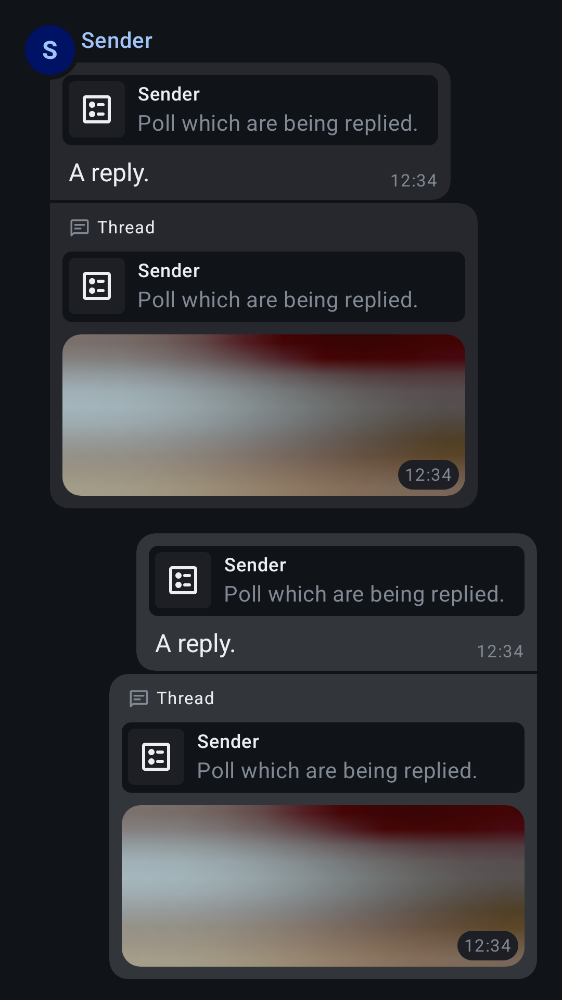 S
Sender
Sender
Poll which are being replied.
A reply.
12:34
Thread
Sender
Poll which are being replied.
12:34
Sender
Poll which are being replied.
A reply.
12:34
Thread
Sender
Poll which are being replied.
12:34